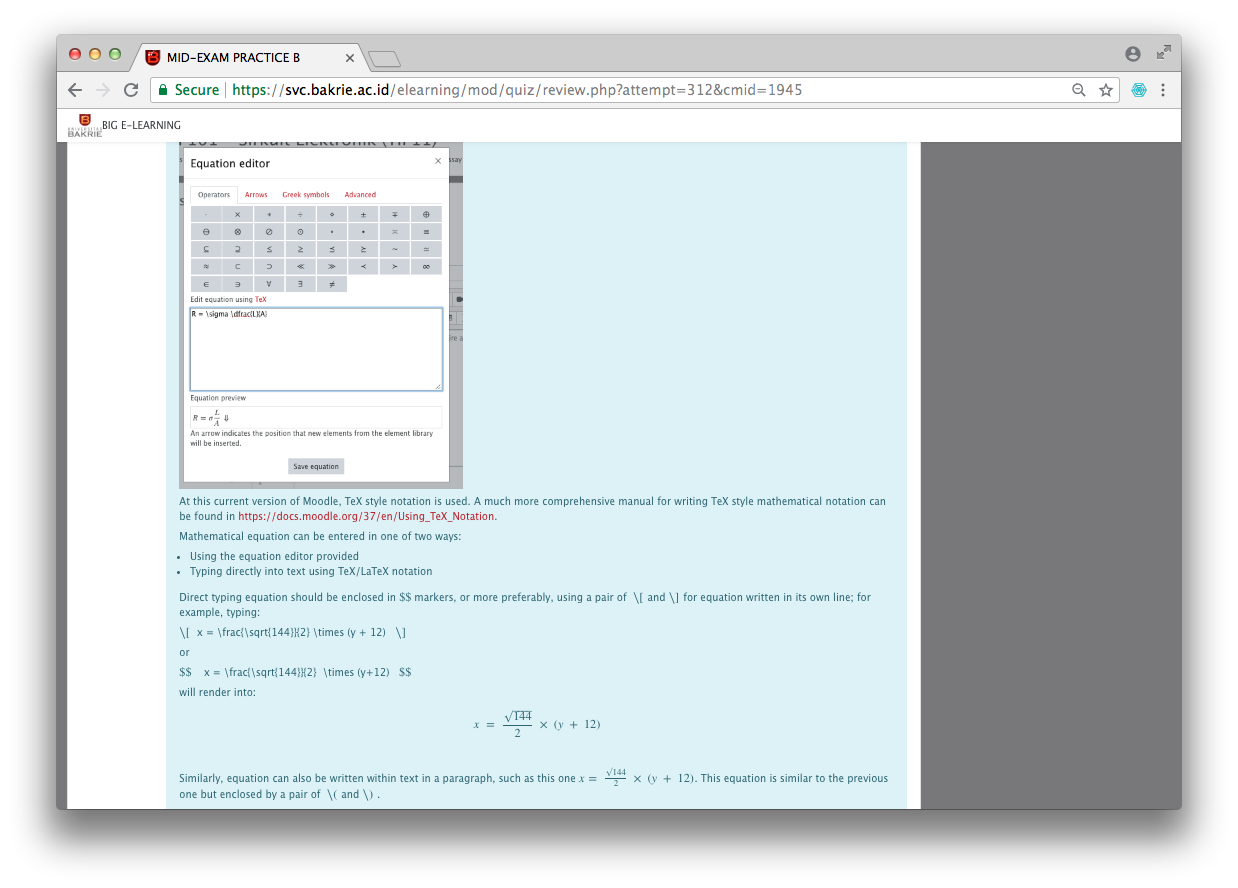 MID-EXAM PRACTICE B
Secure https://svc.bakrie.ac.id/elearning/mod/quiz/review.php?attempt=312&cmid=1945
UNIVERSITAS
BAKRIE BIG E-LEARNING
Equation editor ×
Operators Arrows Greek symbols Advanced
· × ∗ ÷ ⋄ ± ∓ ⊕
⊖ ⊗ ⊘ ⊙ ∘ • ≍ ≡
⊆ ⊇ ≤ ≥ ⪯ ⪰ ∼ ≃
≈ ⊂ ⊃ ≪ ≫ ≺ ≻ ∞
∈ ∋ ∀ ∃ ≠
Edit equation using TeX
R = \sigma \dfrac{L}{A}
Equation preview
R = σ L/A ⇓
An arrow indicates the position that new elements from the element library
will be inserted.
Save equation
At this current version of Moodle, TeX style notation is used. A much more comprehensive manual for writing TeX style mathematical notation can
be found in https://docs.moodle.org/37/en/Using_TeX_Notation.
Mathematical equation can be entered in one of two ways:
• Using the equation editor provided
• Typing directly into text using TeX/LaTeX notation
Direct typing equation should be enclosed in $$ markers, or more preferably, using a pair of \[ and \] for equation written in its own line; for
example, typing:
\[ x = \frac{\sqrt{144}}{2} \times (y + 12) \]
or
$$ x = \frac{\sqrt{144}}{2} \times (y+12) $$
will render into:
x = √144/2 × (y + 12)
Similarly, equation can also be written within text in a paragraph, such as this one x = √144/2 × (y + 12). This equation is similar to the previous
one but enclosed by a pair of \( and \) .